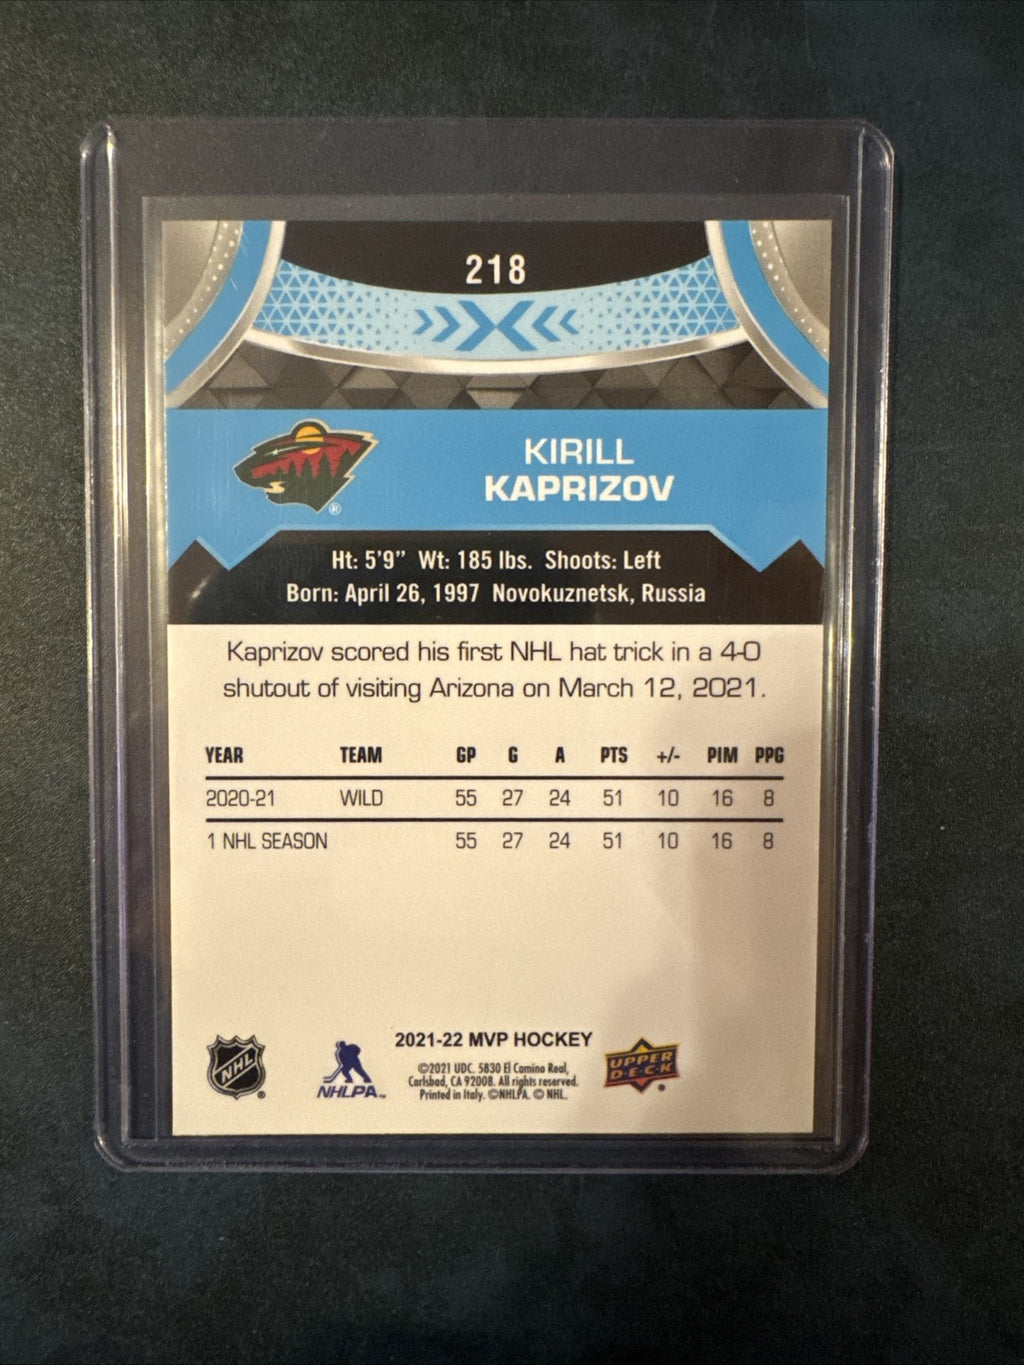 218
KIRILL
KAPRIZOV
®
Ht: 5'9" Wt: 185 lbs. Shoots: Left
Born: April 26, 1997 Novokuznetsk, Russia
Kaprizov scored his first NHL hat trick in a 4-0
shutout of visiting Arizona on March 12, 2021.
YEAR TEAM GP G A PTS +/- PIM PPG
2020-21 WILD 55 27 24 51 10 16 8
1 NHL SEASON 55 27 24 51 10 16 8
2021-22 MVP HOCKEY
©2021 UDC. 5830 El Camino Real,
Carlsbad, CA 92008. All rights reserved.
Printed in Italy. ©NHLPA. © NHL.
NHL ®
NHLPA™
UPPER
D·E·C·K ®